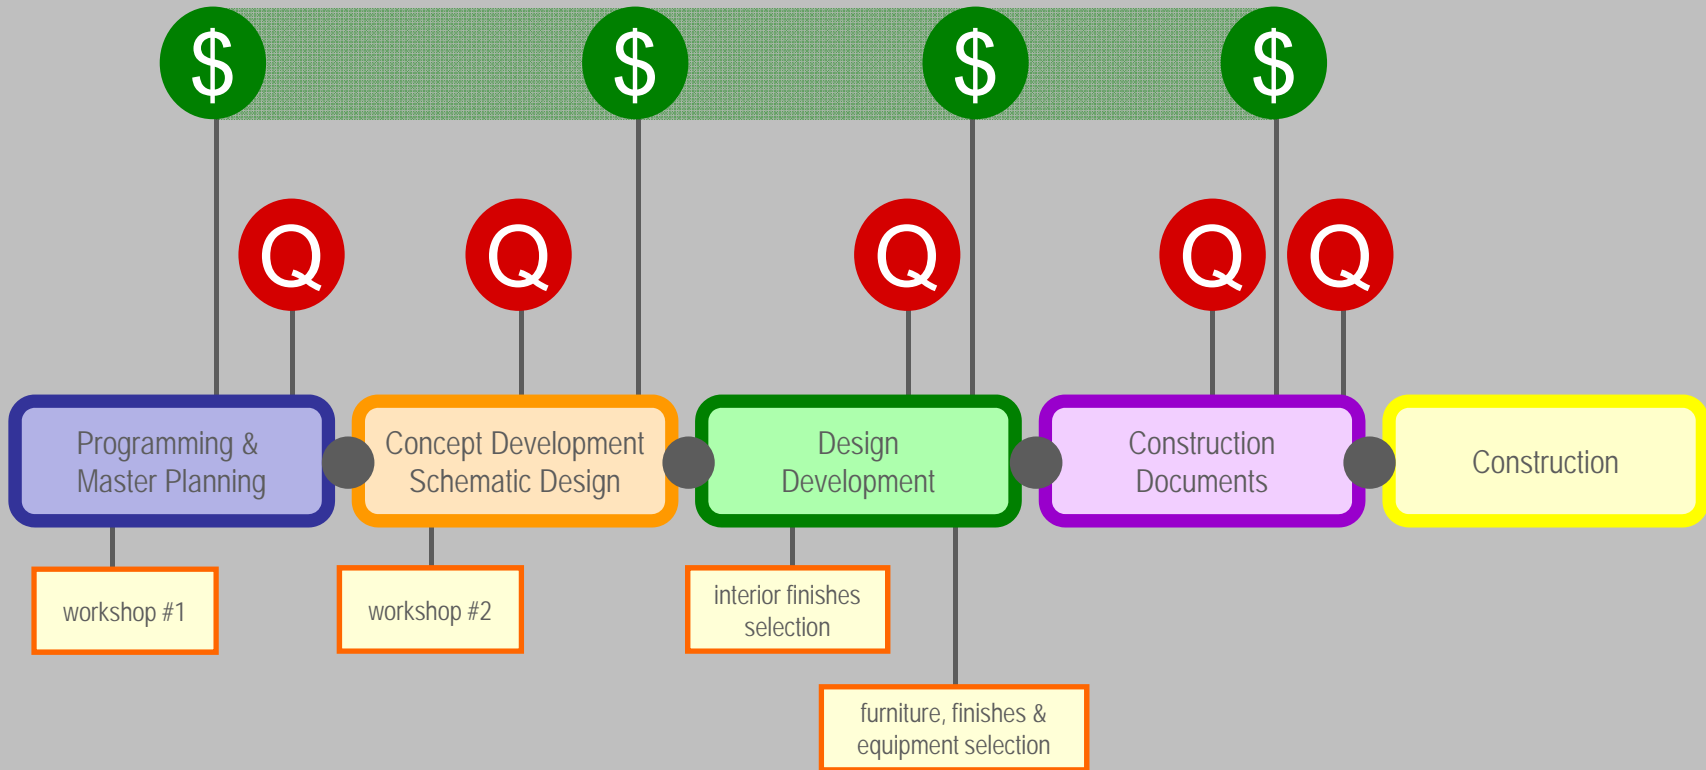 $ $ $ $
Q Q Q Q Q
Programming &
Master Planning
Concept Development
Schematic Design
Design
Development
Construction
Documents
Construction
workshop #1
workshop #2
interior finishes
selection
furniture, finishes &
equipment selection